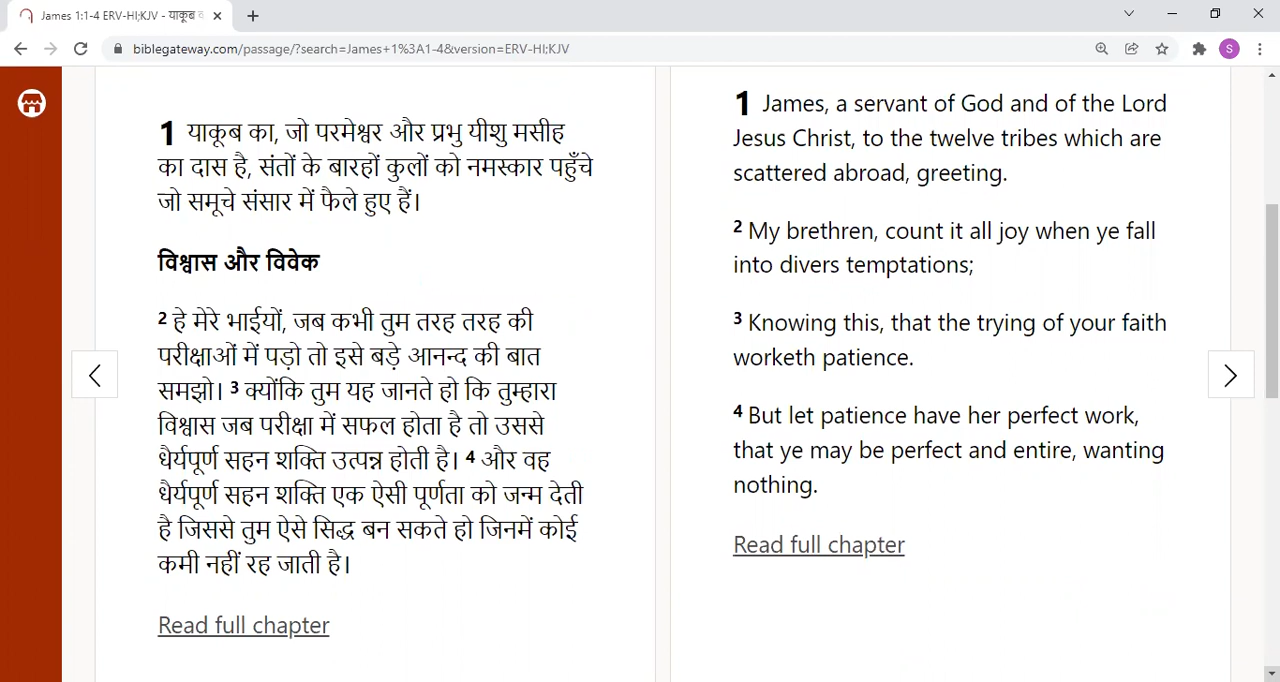 James 1:1-4 ERV-HI;KJV - याकूब
biblegateway.com/passage/?search=James+1%3A1-4&version=ERV-HI;KJV
S
1 याकूब का, जो परमेश्वर और प्रभु यीशु मसीह
का दास है, संतों के बारहों कुलों को नमस्कार पहुँचे
जो समूचे संसार में फैले हुए हैं।
विश्वास और विवेक
2 हे मेरे भाईयों, जब कभी तुम तरह तरह की
परीक्षाओं में पड़ो तो इसे बड़े आनन्द की बात
समझो। 3 क्योंकि तुम यह जानते हो कि तुम्हारा
विश्वास जब परीक्षा में सफल होता है तो उससे
धैर्यपूर्ण सहन शक्ति उत्पन्न होती है। 4 और वह
धैर्यपूर्ण सहन शक्ति एक ऐसी पूर्णता को जन्म देती
है जिससे तुम ऐसे सिद्ध बन सकते हो जिनमें कोई
कमी नहीं रह जाती है।
Read full chapter
1 James, a servant of God and of the Lord
Jesus Christ, to the twelve tribes which are
scattered abroad, greeting.
2 My brethren, count it all joy when ye fall
into divers temptations;
3 Knowing this, that the trying of your faith
worketh patience.
4 But let patience have her perfect work,
that ye may be perfect and entire, wanting
nothing.
Read full chapter